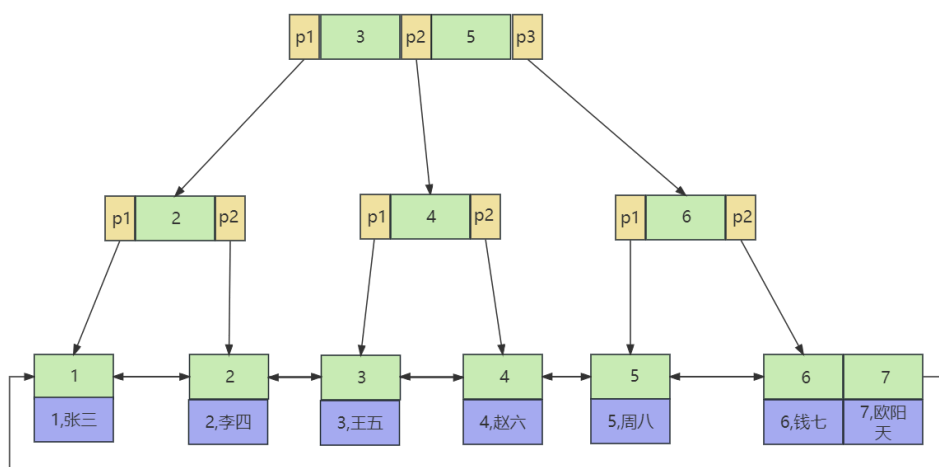 p1 3 p2 5 p3
p1 2 p2 p1 4 p2 p1 6 p2
1 2 3 4 5 6 7
1,张三 2,李四 3,王五 4,赵六 5,周八 6,钱七 7,欧阳
天